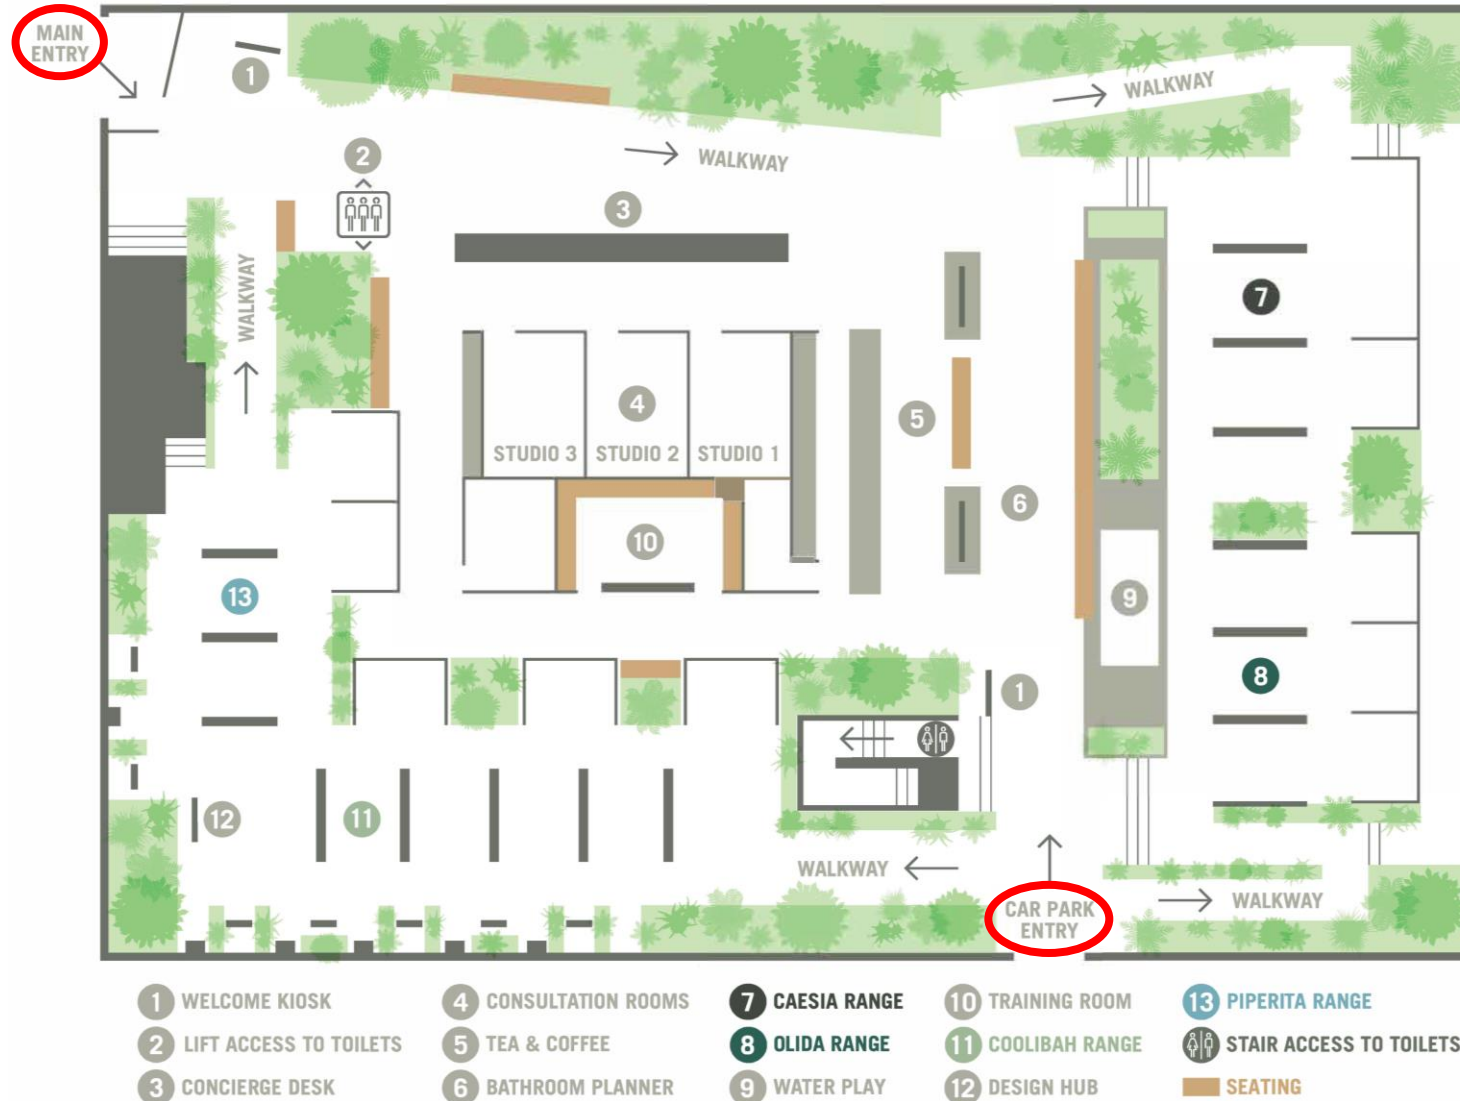 MAIN
ENTRY
1
WALKWAY
2
WALKWAY
3
WALKWAY
7
4
5
STUDIO 3 STUDIO 2 STUDIO 1
6
10
13
9
8
1
12
11
WALKWAY
CAR PARK
ENTRY
WALKWAY
1 WELCOME KIOSK
2 LIFT ACCESS TO TOILETS
3 CONCIERGE DESK
4 CONSULTATION ROOMS
5 TEA & COFFEE
6 BATHROOM PLANNER
7 CAESIA RANGE
8 OLIDA RANGE
9 WATER PLAY
10 TRAINING ROOM
11 COOLIBAH RANGE
12 DESIGN HUB
13 PIPERITA RANGE
STAIR ACCESS TO TOILETS
SEATING